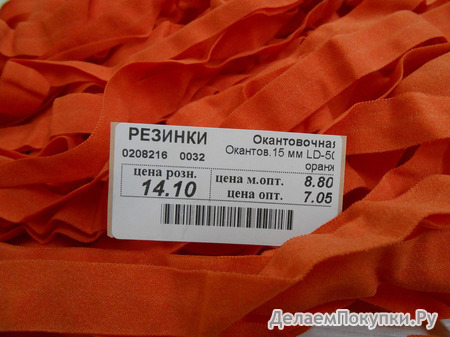 РЕЗИНКИ Окантовочная
0208216 0032 Окантов.15 мм LD-50
оранж
цена розн. цена м.опт. 8.80
14.10 цена опт. 7.05
ДелаемПокупки.Ру